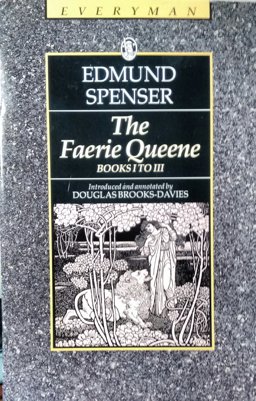 EVERYMAN
EDMUND
SPENSER
The
Faerie Queene
BOOKS I TO III
Introduced and annotated by
DOUGLAS BROOKS-DAVIES